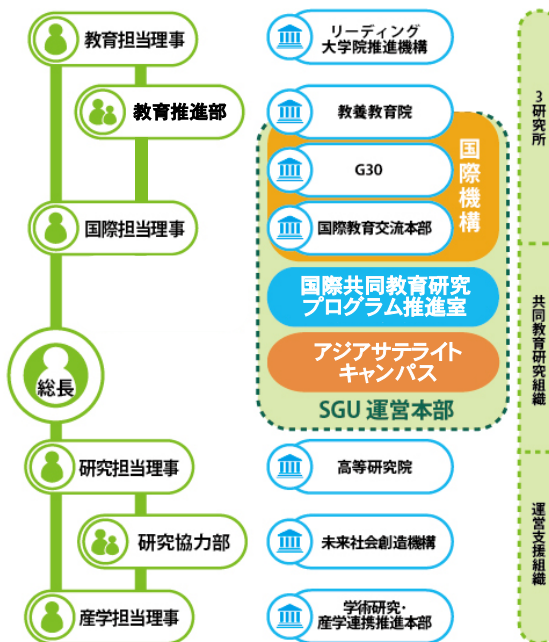 教育担当理事
教育推進部
国際担当理事
総長
研究担当理事
研究協力部
産学担当理事
リーディング
大学院推進機構
教養教育院
G30
国際教育交流本部
国際機構
国際共同教育研究
プログラム推進室
アジアサテライト
キャンパス
SGU 運営本部
高等研究院
未来社会創造機構
学術研究・
産学連携推進本部
3研究所
共同教育研究組織
運営支援組織